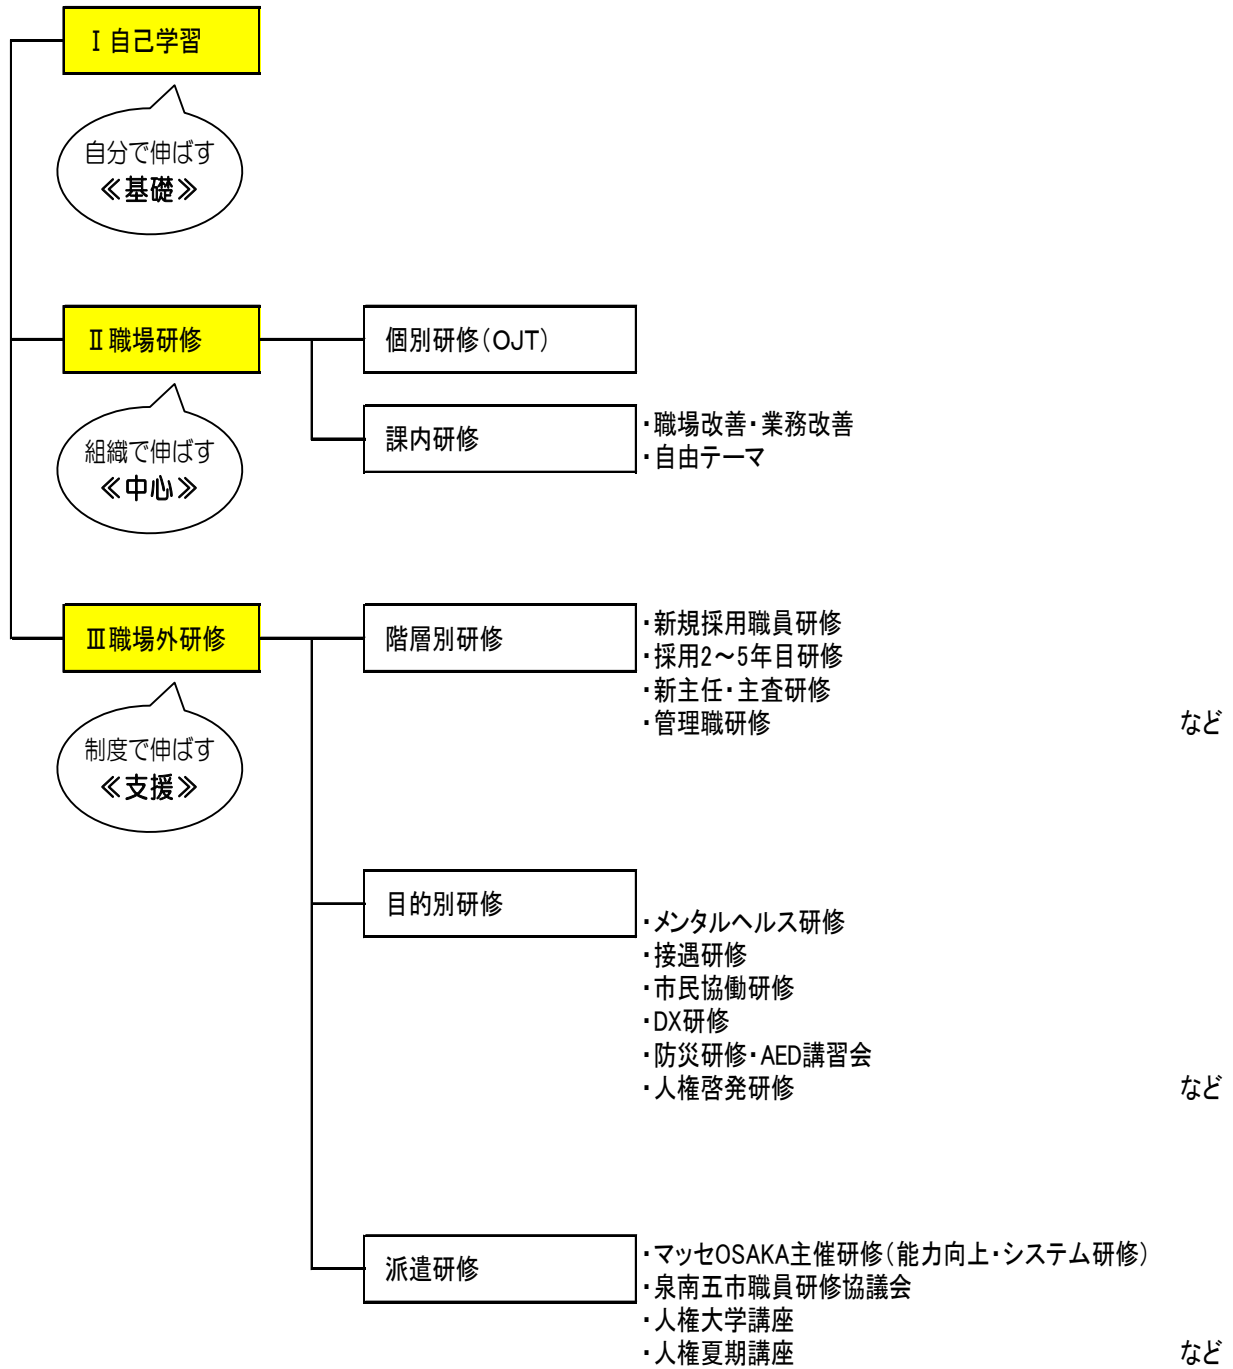 Ⅰ 自己学習
自分で伸ばす
≪基礎≫
Ⅱ 職場研修
個別研修(OJT)
組織で伸ばす
≪中心≫
課内研修
・職場改善・業務改善
・自由テーマ
Ⅲ 職場外研修
階層別研修
・新規採用職員研修
・採用2～5年目研修
・新主任・主査研修
・管理職研修 など
制度で伸ばす
≪支援≫
目的別研修
・メンタルヘルス研修
・接遇研修
・市民協働研修
・DX研修
・防災研修・AED講習会
・人権啓発研修 など
派遣研修
・マッセOSAKA主催研修(能力向上・システム研修)
・泉南五市職員研修協議会
・人権大学講座
・人権夏期講座 など